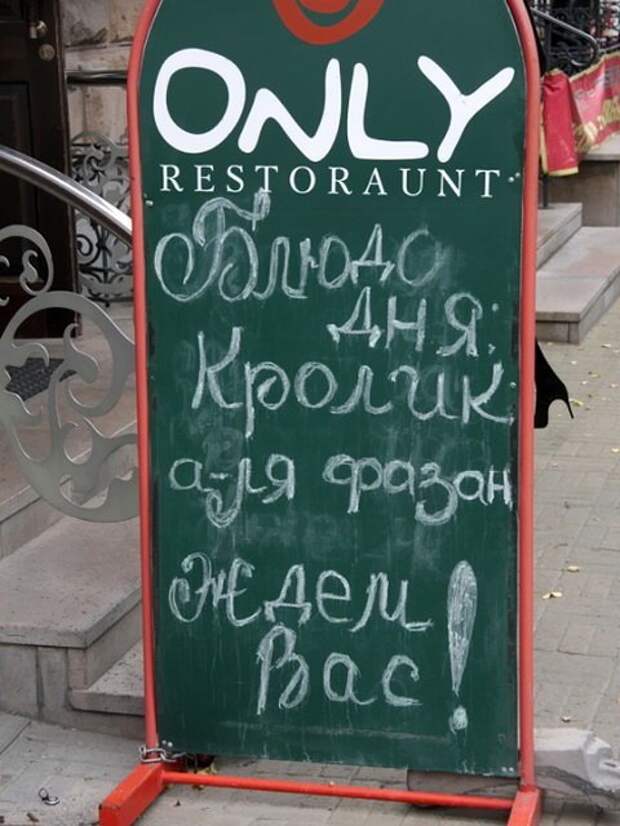 ONLY
RESTORAUNT
Блюдо
дня:
Кролик
а-ля фазан
Ждем
Вас!